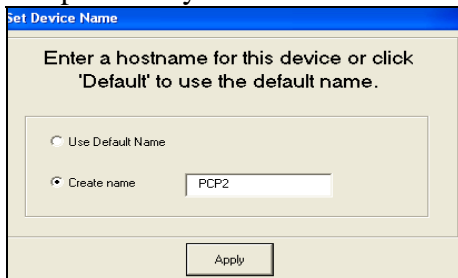 Set Device Name
Enter a hostname for this device or click
'Default' to use the default name.
Use Default Name
Create name
PCP2
Apply